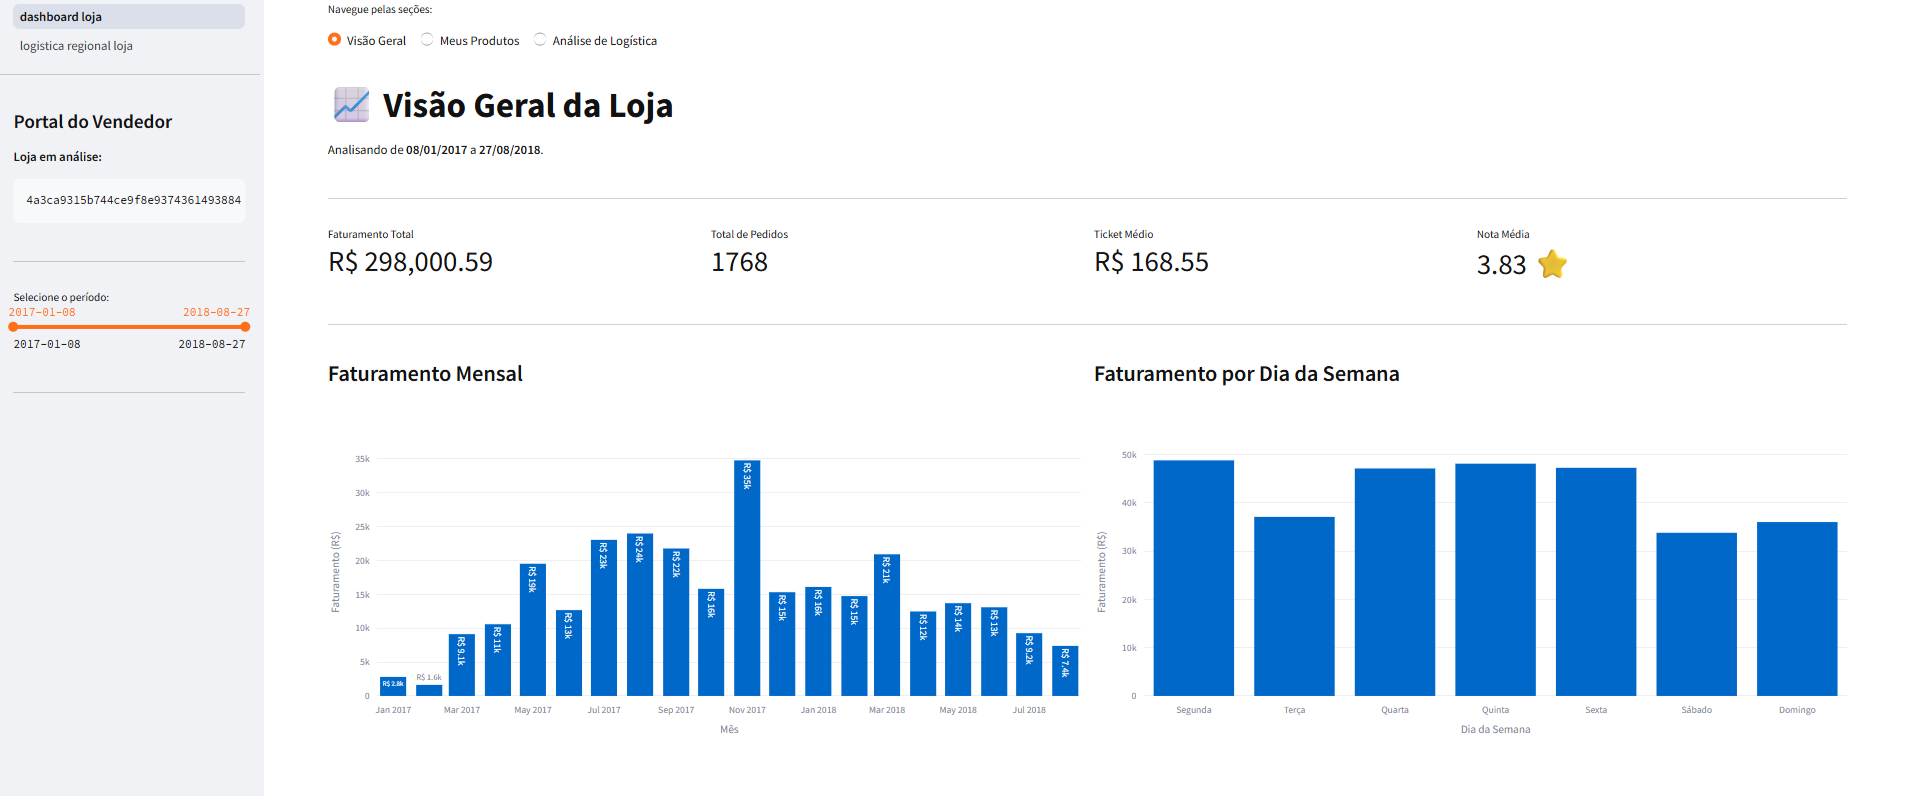 dashboard loja
logistica regional loja
Portal do Vendedor
Loja em análise:
4a3ca9315b744ce9f8e9374361493884
Selecione o período:
2017-01-08 2018-08-27
2017-01-08 2018-08-27
Navegue pelas seções:
Visão Geral Meus Produtos Análise de Logística
Visão Geral da Loja
Analisando de 08/01/2017 a 27/08/2018.
Faturamento Total Total de Pedidos Ticket Médio Nota Média
R$ 298,000.59 1768 R$ 168.55 3.83
Faturamento Mensal
Faturamento (R$)
35k
30k
25k
20k
15k
10k
5k
0
R$ 2.8k
R$ 1.6k
R$ 9.1k
R$ 11k
R$ 19k
R$ 13k
R$ 23k
R$ 24k
R$ 22k
R$ 16k
R$ 35k
R$ 15k
R$ 16k
R$ 15k
R$ 21k
R$ 12k
R$ 14k
R$ 13k
R$ 9.2k
R$ 7.4k
Jan 2017 Mar 2017 May 2017 Jul 2017 Sep 2017 Nov 2017 Jan 2018 Mar 2018 May 2018 Jul 2018
Mês
Faturamento por Dia da Semana
Faturamento (R$)
50k
40k
30k
20k
10k
0
Segunda Terça Quarta Quinta Sexta Sábado Domingo
Dia da Semana